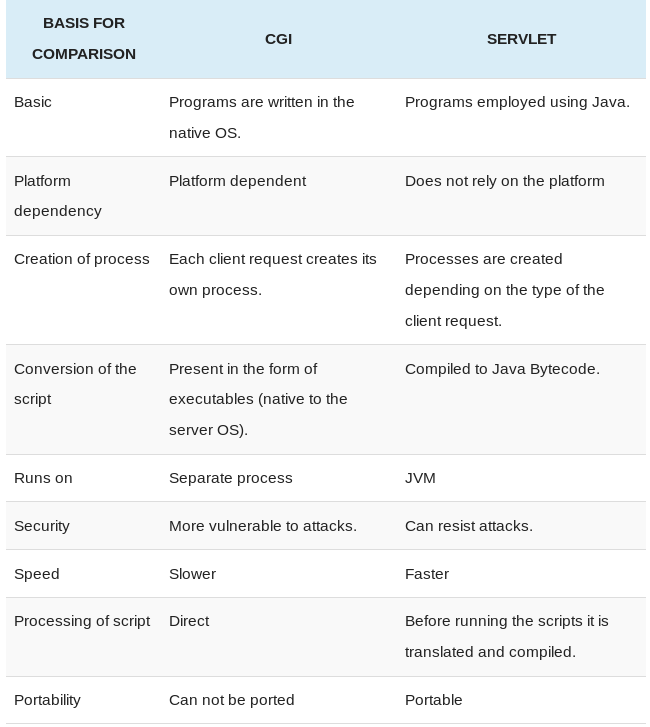 BASIS FOR COMPARISON CGI SERVLET
Basic Programs are written in the native OS. Programs employed using Java.
Platform dependency Platform dependent Does not rely on the platform
Creation of process Each client request creates its own process. Processes are created depending on the type of the client request.
Conversion of the script Present in the form of executables (native to the server OS). Compiled to Java Bytecode.
Runs on Separate process JVM
Security More vulnerable to attacks. Can resist attacks.
Speed Slower Faster
Processing of script Direct Before running the scripts it is translated and compiled.
Portability Can not be ported Portable